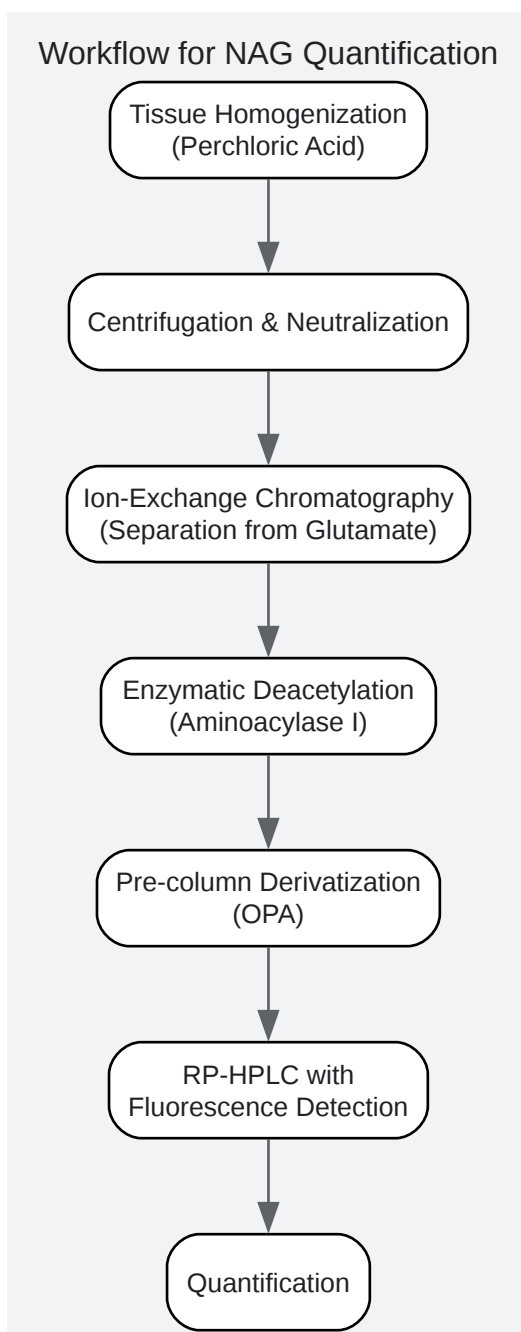 Workflow for NAG Quantification
Tissue Homogenization
(Perchloric Acid)
Centrifugation & Neutralization
Ion-Exchange Chromatography
(Separation from Glutamate)
Enzymatic Deacetylation
(Aminoacylase I)
Pre-column Derivatization
(OPA)
RP-HPLC with
Fluorescence Detection
Quantification